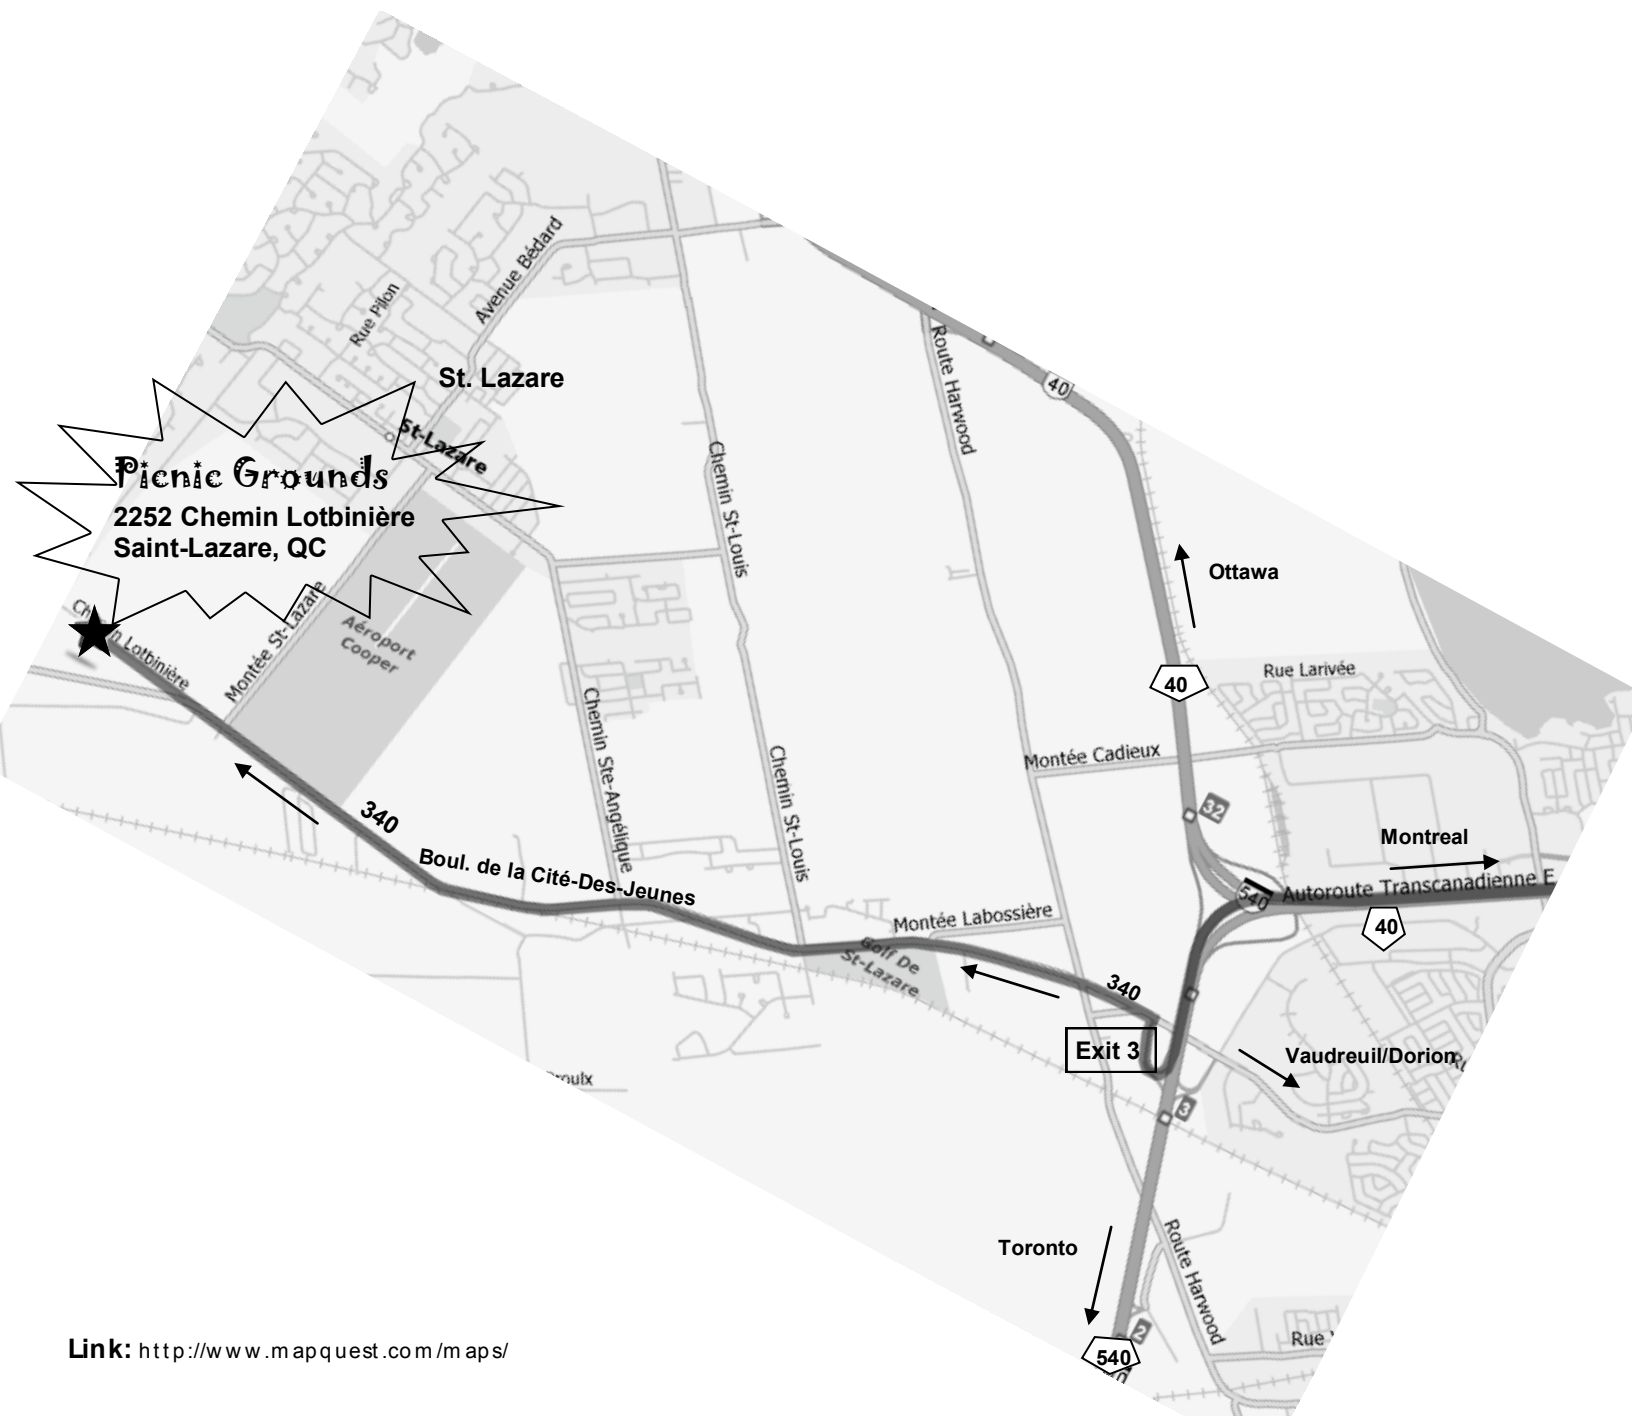 Avenue Bédard
Rue Pilon
St. Lazare
St-Lazare
Picnic Grounds
2252 Chemin Lotbinière
Saint-Lazare, QC
Lotbinière
Montée St-Lazare
Aéroport
Cooper
340
Boul. de la Cité-Des-Jeunes
Chemin Ste-Angélique
Chemin St-Louis
Chemin St-Louis
Route Harwood
40
Ottawa
40
Rue Larivée
Montée Cadieux
32
Montreal
540
Autoroute Transcanadienne E
40
Montée Labossière
Golf De
St-Lazare
340
Exit 3
Vaudreuil/Dorion
3
Toronto
Route Harwood
2
540
Rue
Link: http://www.mapquest.com/maps/